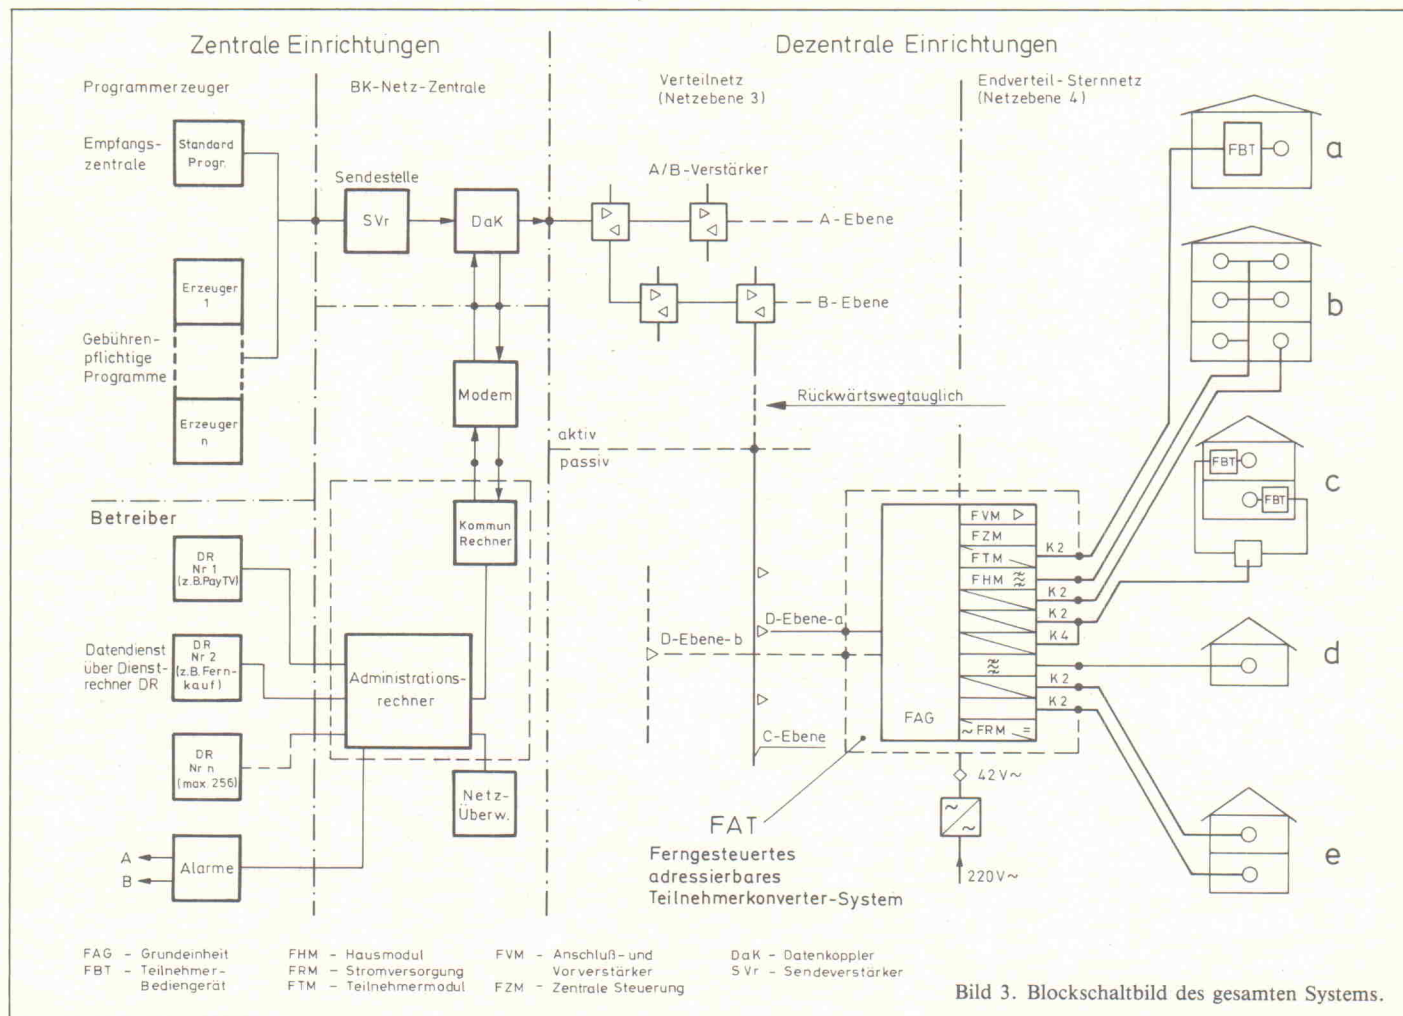 Zentrale Einrichtungen
Dezentrale Einrichtungen
Programmerzeuger
BK-Netz-Zentrale
Verteilnetz
(Netzebene 3)
Endverteil-Sternnetz
(Netzebene 4)
Empfangs-
zentrale
Standard
Progr.
Sendestelle
SVr
DaK
A/B-Verstärker
A-Ebene
B-Ebene
FBT
a
b
Erzeuger
1
Gebühren-
pflichtige
Programme
Erzeuger
n
Modem
Rückwärtswegtauglich
aktiv
passiv
FBT
FBT
c
Betreiber
Kommun
Rechner
DR
Nr 1
(z.B.PayTV)
Datendienst
über Dienst-
rechner DR
DR
Nr 2
(z.B.Fern-
kauf)
DR
Nr n
(max.256)
Administrations-
rechner
Netz-
Überw.
A
B
Alarme
D-Ebene-a
D-Ebene-b
C-Ebene
FAG
FVM
FZM
FTM
FHM
~FRM =
K2
K2
K2
K4
K2
K2
d
e
42V~
~
~
220V~
FAT
Ferngesteuertes
adressierbares
Teilnehmerkonverter-System
FAG - Grundeinheit
FBT - Teilnehmer-
Bediengerät
FHM - Hausmodul
FRM - Stromversorgung
FTM - Teilnehmermodul
FVM - Anschluß-und
Vorverstärker
FZM - Zentrale Steuerung
DaK - Datenkoppler
SVr - Sendeverstärker
Bild 3. Blockschaltbild des gesamten Systems.